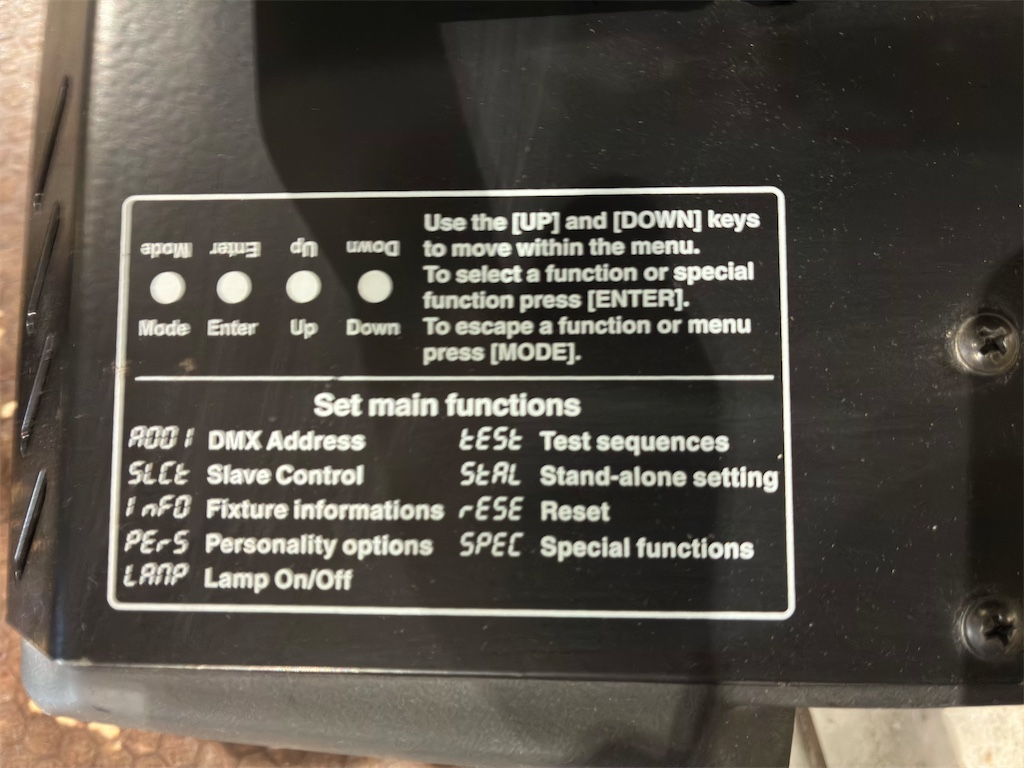 Mode Enter Up Down
Mode Enter Up Down
Use the [UP] and [DOWN] keys
to move within the menu.
To select a function or special
function press [ENTER].
To escape a function or menu
press [MODE].
Set main functions
A001 DMX Address
SLCt Slave Control
InFO Fixture informations
PErS Personality options
LAMP Lamp On/Off
tESt Test sequences
StAL Stand-alone setting
rESE Reset
SPEC Special functions